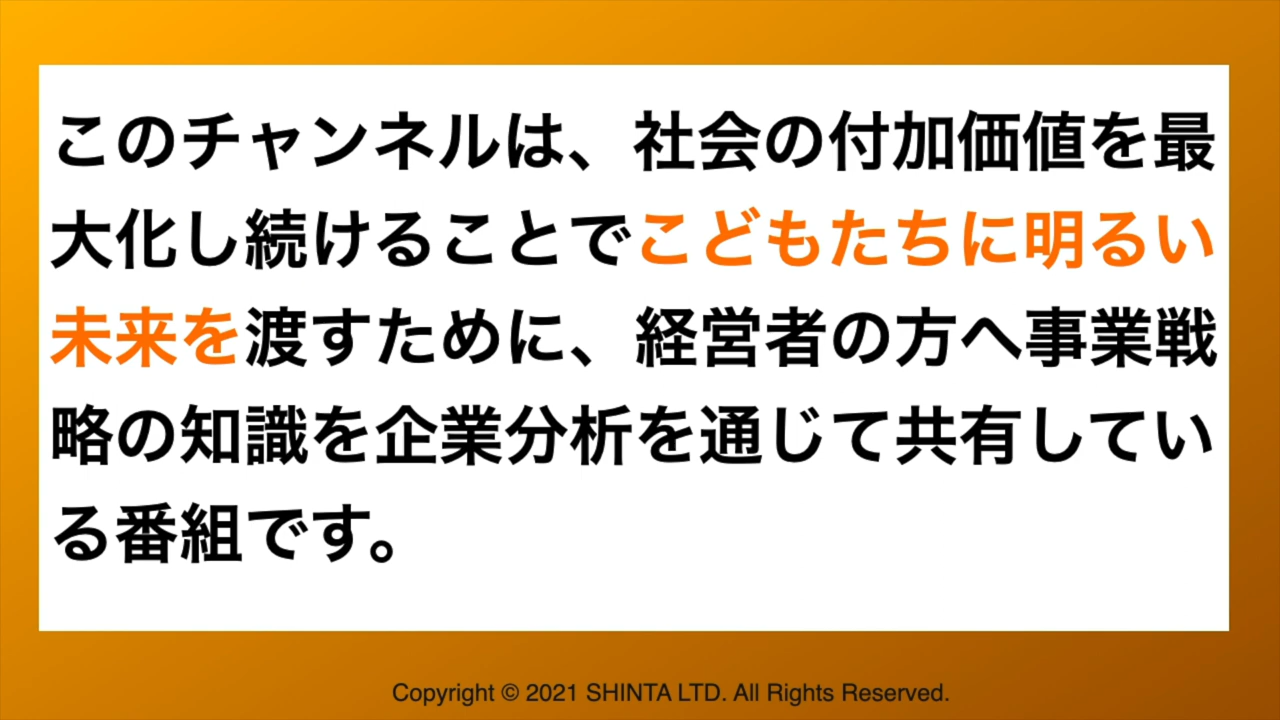 このチャンネルは、社会の付加価値を最
大化し続けることでこどもたちに明るい
未来を渡すために、経営者の方へ事業戦
略の知識を企業分析を通じて共有してい
る番組です。
Copyright © 2021 SHINTA LTD. All Rights Reserved.